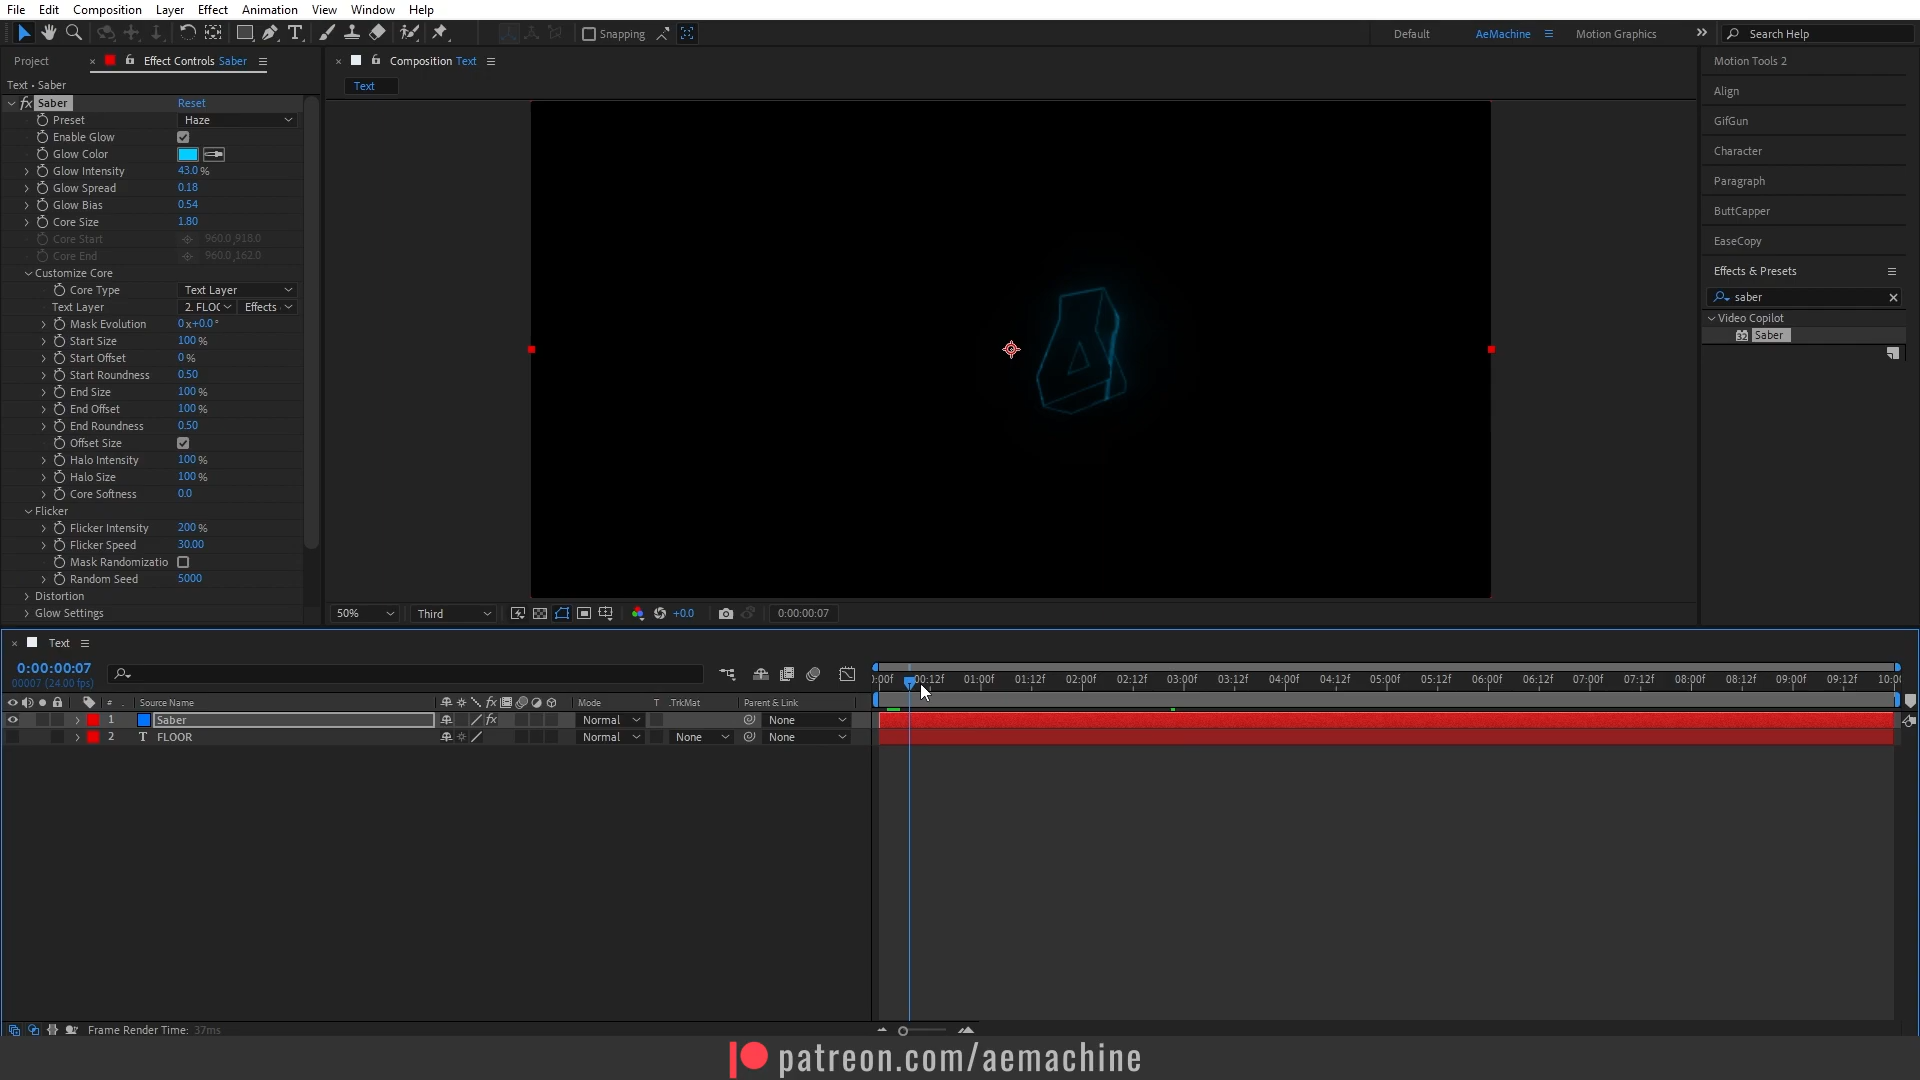 File Edit Composition Layer Effect Animation View Window Help
Snapping
Default AeMachine Motion Graphics Search Help
Project Effect Controls Saber
Text • Saber
fx Saber Reset
Preset Haze
Enable Glow
Glow Color
Glow Intensity 43.0 %
Glow Spread 0.18
Glow Bias 0.54
Core Size 1.80
Core Start 960.0,918.0
Core End 960.0,162.0
Customize Core
Core Type Text Layer
Text Layer 2. FLOC Effects
Mask Evolution 0x+0.0°
Start Size 100 %
Start Offset 0 %
Start Roundness 0.50
End Size 100 %
End Offset 100 %
End Roundness 0.50
Offset Size
Halo Intensity 100 %
Halo Size 100 %
Core Softness 0.0
Flicker
Flicker Intensity 200 %
Flicker Speed 30.00
Mask Randomizatio
Random Seed 5000
Distortion
Glow Settings
Composition Text
Text
A
50% Third +0.0 0:00:00:07
Motion Tools 2
Align
GifGun
Character
Paragraph
ButtCapper
EaseCopy
Effects & Presets
saber
Video Copilot
32 Saber
Text
0:00:00:07
00007 (24.00 fps)
):00f 00:12f 01:00f 01:12f 02:00f 02:12f 03:00f 03:12f 04:00f 04:12f 05:00f 05:12f 06:00f 06:12f 07:00f 07:12f 08:00f 08:12f 09:00f 09:12f 10:0(
# . Source Name fx Mode T .TrkMat Parent & Link
1 Saber fx Normal None
2 T FLOOR Normal None None
Frame Render Time: 37ms
patreon.com/aemachine